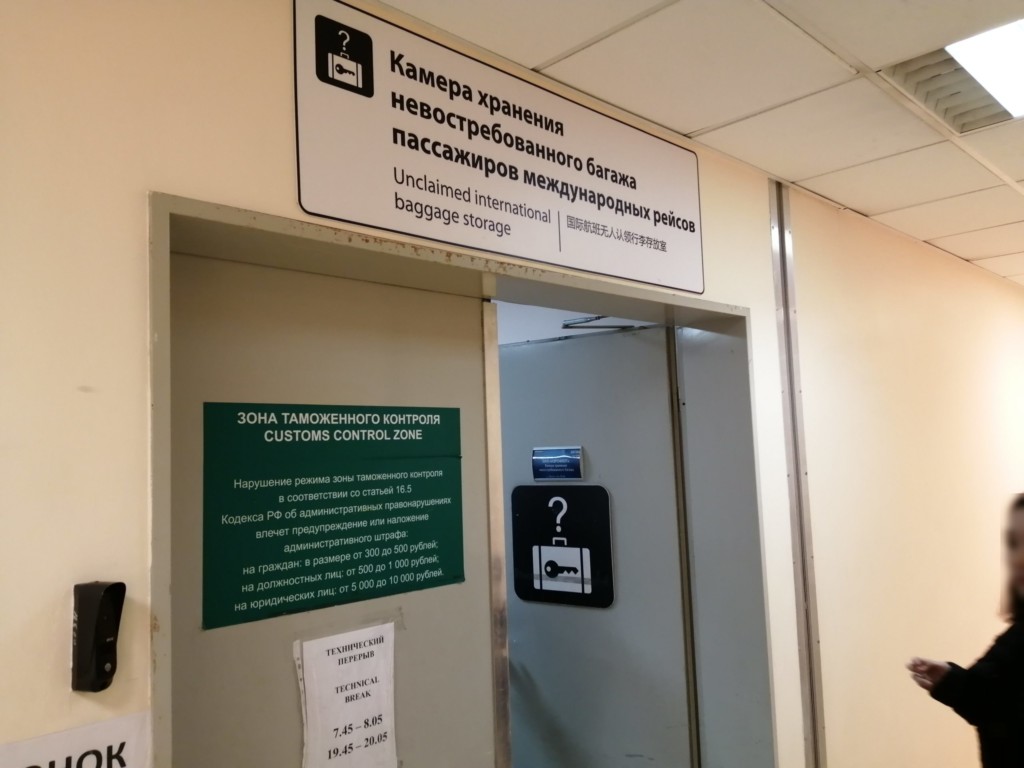 ?
Камера хранения
невостребованного багажа
пассажиров международных рейсов
Unclaimed international
baggage storage
国际航班无人认领行李存放室
ЗОНА ТАМОЖЕННОГО КОНТРОЛЯ
CUSTOMS CONTROL ZONE
Нарушение режима зоны таможенного контроля
в соответствии со статьей 16.5
Кодекса РФ об административных правонарушениях
влечет предупреждение или наложение
административного штрафа:
на граждан: в размере от 300 до 500 рублей;
на должностных лиц: от 500 до 1 000 рублей;
на юридических лиц: от 5 000 до 10 000 рублей.
?
ТЕХНИЧЕСКИЙ
ПЕРЕРЫВ
TECHNICAL
BREAK
7.45 – 8.05
19.45 – 20.05